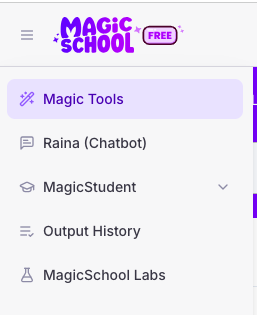 MAGIC
SCHOOL FREE
Magic Tools
Raina (Chatbot)
MagicStudent
Output History
MagicSchool Labs